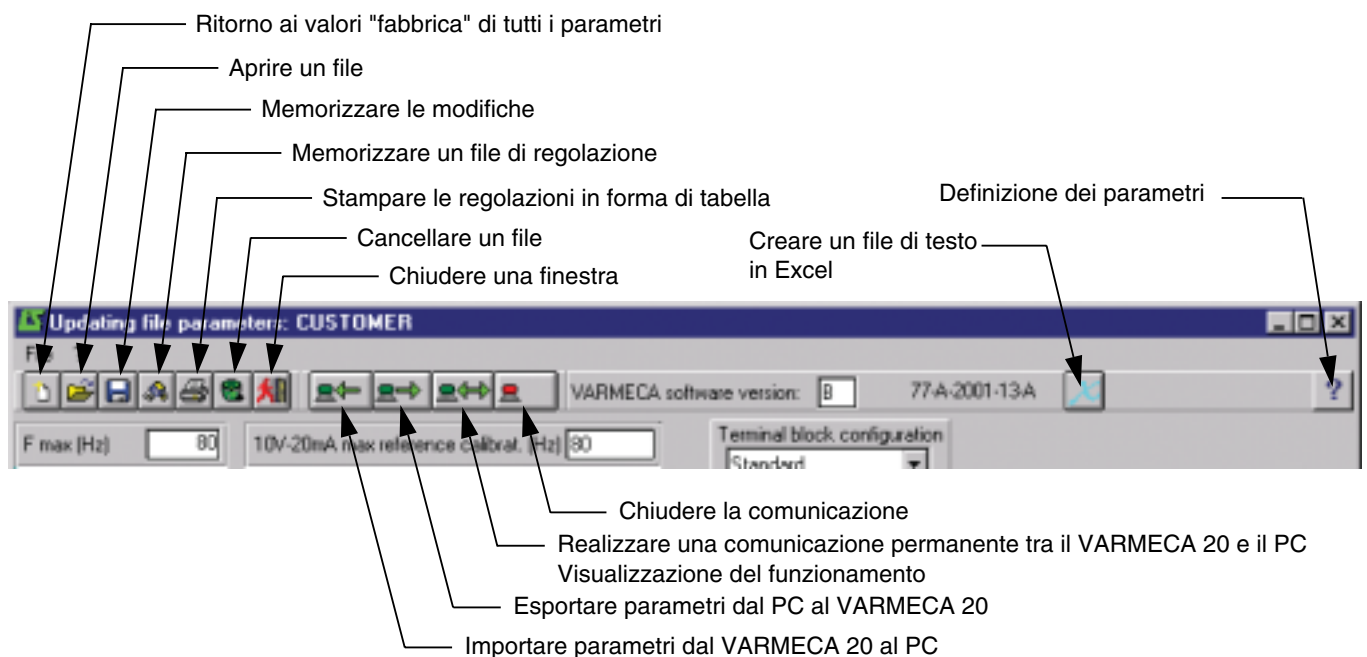 Ritorno ai valori "fabbrica" di tutti i parametri
Aprire un file
Memorizzare le modifiche
Memorizzare un file di regolazione
Stampare le regolazioni in forma di tabella
Definizione dei parametri
Cancellare un file
Creare un file di testo
in Excel
Chiudere una finestra
Updating file parameters: CUSTOMER
VARMECA software version: B 77-A-2001-13-A ?
F max (Hz) 80 10V-20mA max reference calibrat. (Hz) 80 Terminal block configuration
Standard
Chiudere la comunicazione
Realizzare una comunicazione permanente tra il VARMECA 20 e il PC
Visualizzazione del funzionamento
Esportare parametri dal PC al VARMECA 20
Importare parametri dal VARMECA 20 al PC